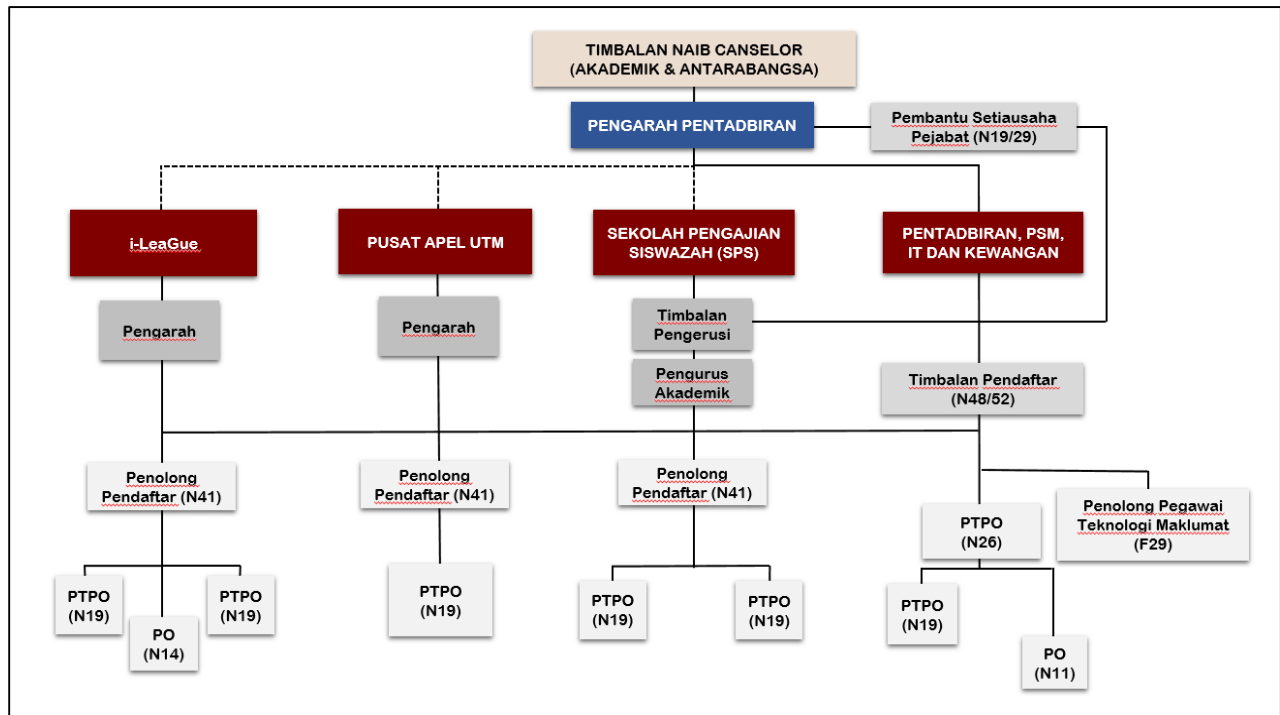 TIMBALAN NAIB CANSELOR
(AKADEMIK & ANTARABANGSA)
PENGARAH PENTADBIRAN
Pembantu Setiausaha
Pejabat (N19/29)
i-LeaGue
PUSAT APEL UTM
SEKOLAH PENGAJIAN
SISWAZAH (SPS)
PENTADBIRAN, PSM,
IT DAN KEWANGAN
Pengarah
Pengarah
Timbalan
Pengerusi
Pengurus
Akademik
Timbalan Pendaftar
(N48/52)
Penolong
Pendaftar (N41)
Penolong
Pendaftar (N41)
Penolong
Pendaftar (N41)
PTPO
(N26)
Penolong Pegawai
Teknologi Maklumat
(F29)
PTPO
(N19)
PO
(N14)
PTPO
(N19)
PTPO
(N19)
PTPO
(N19)
PTPO
(N19)
PTPO
(N19)
PO
(N11)